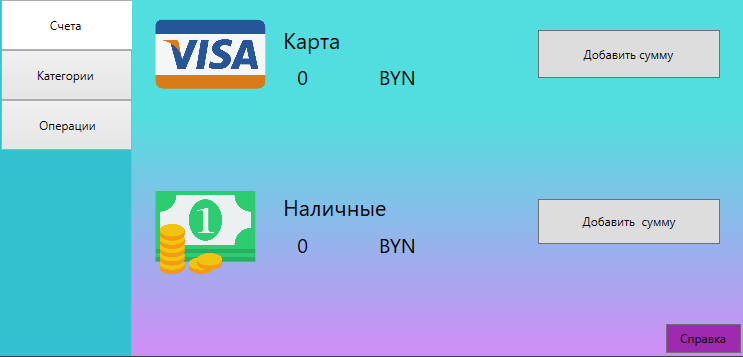 Счета
Категории
Операции
VISA
Карта
0 BYN
Добавить сумму
1
Наличные
0 BYN
Добавить сумму
Справка